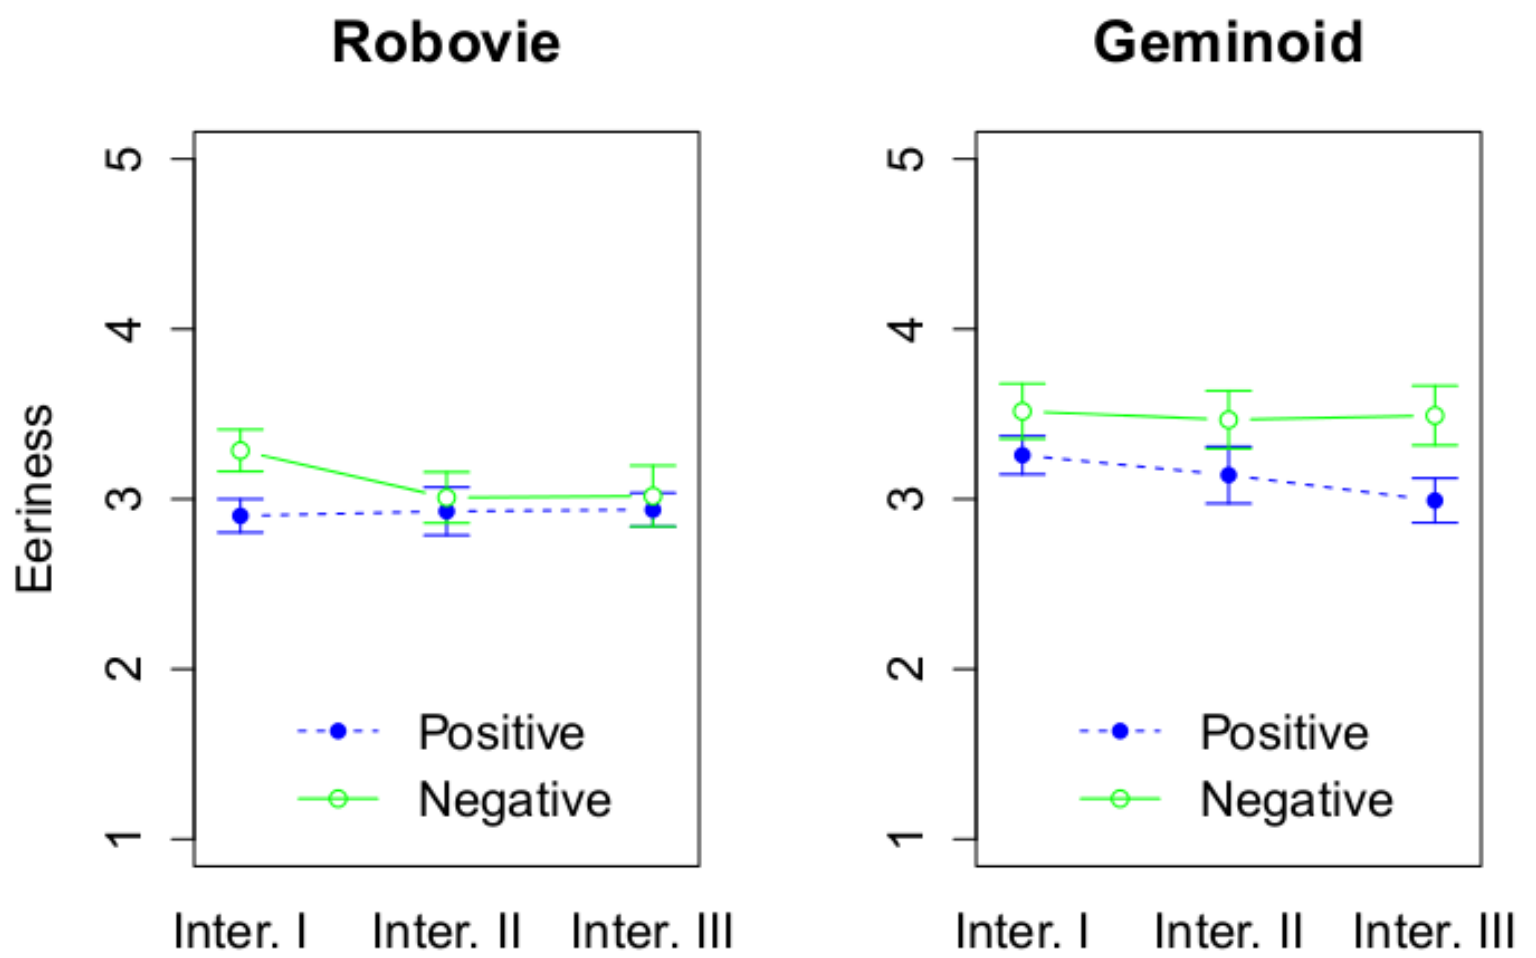 Robovie
Geminoid
Eeriness
5
4
3
2
1
Positive
Negative
Inter. I Inter. II Inter. III
5
4
3
2
1
Positive
Negative
Inter. I Inter. II Inter. III